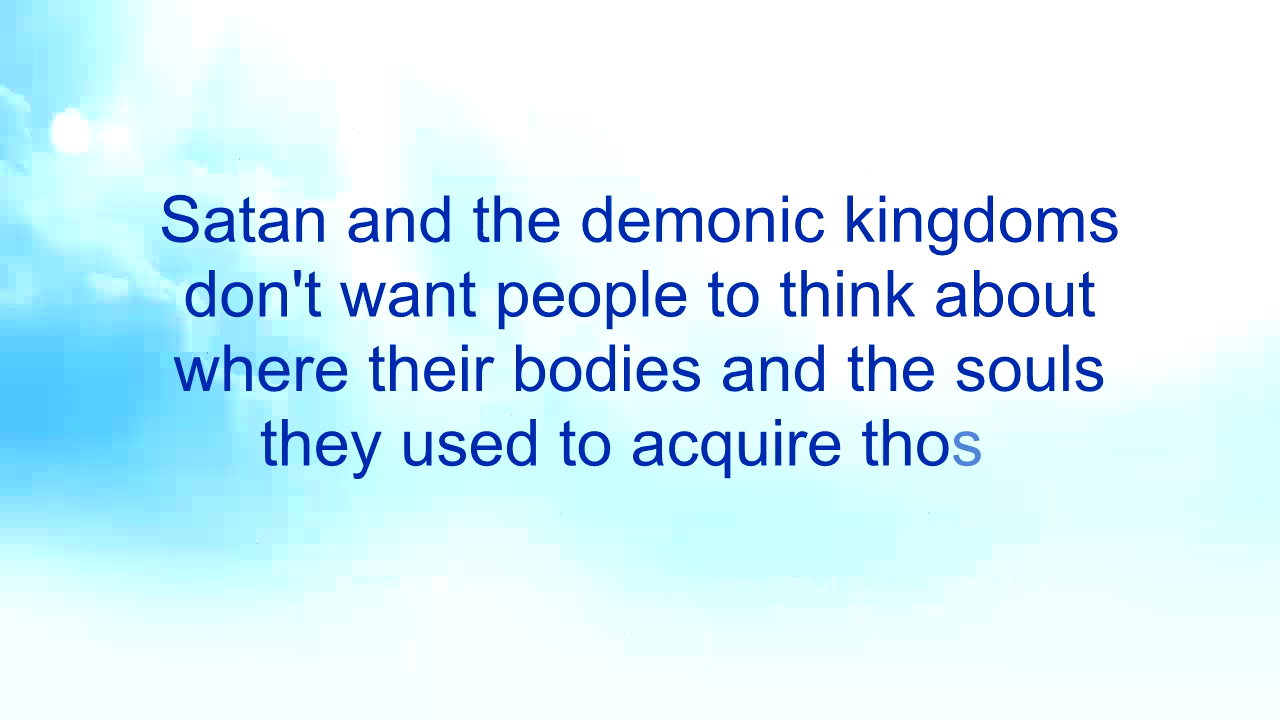 Satan and the demonic kingdoms
don't want people to think about
where their bodies and the souls
they used to acquire thos